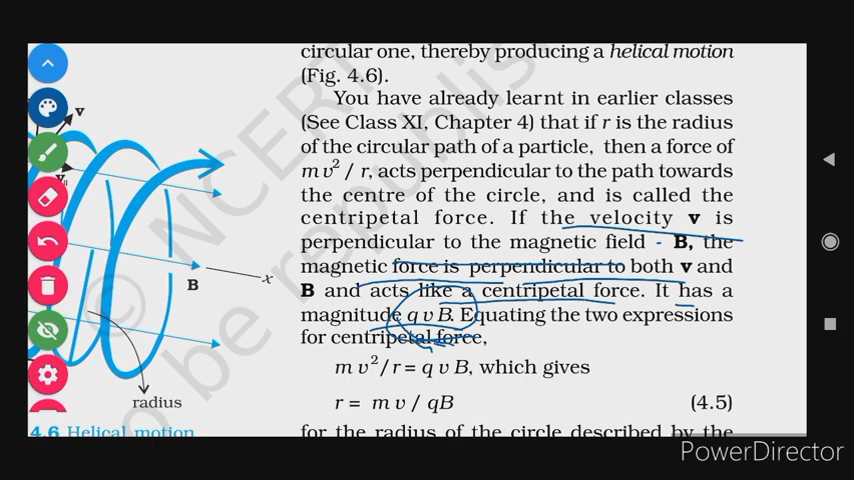 circular one, thereby producing a helical motion
(Fig. 4.6).
You have already learnt in earlier classes
(See Class XI, Chapter 4) that if r is the radius
of the circular path of a particle, then a force of
m v² / r, acts perpendicular to the path towards
the centre of the circle, and is called the
centripetal force. If the velocity v is
perpendicular to the magnetic field - B, the
magnetic force is perpendicular to both v and
B and acts like a centripetal force. It has a
magnitude q v B. Equating the two expressions
for centripetal force,
m v²/r = q v B, which gives
r = m v / qB (4.5)
for the radius of the circle described by the
v
v||
B
x
radius
4.6 Helical motion
© NCERT
o be republis
PowerDirector